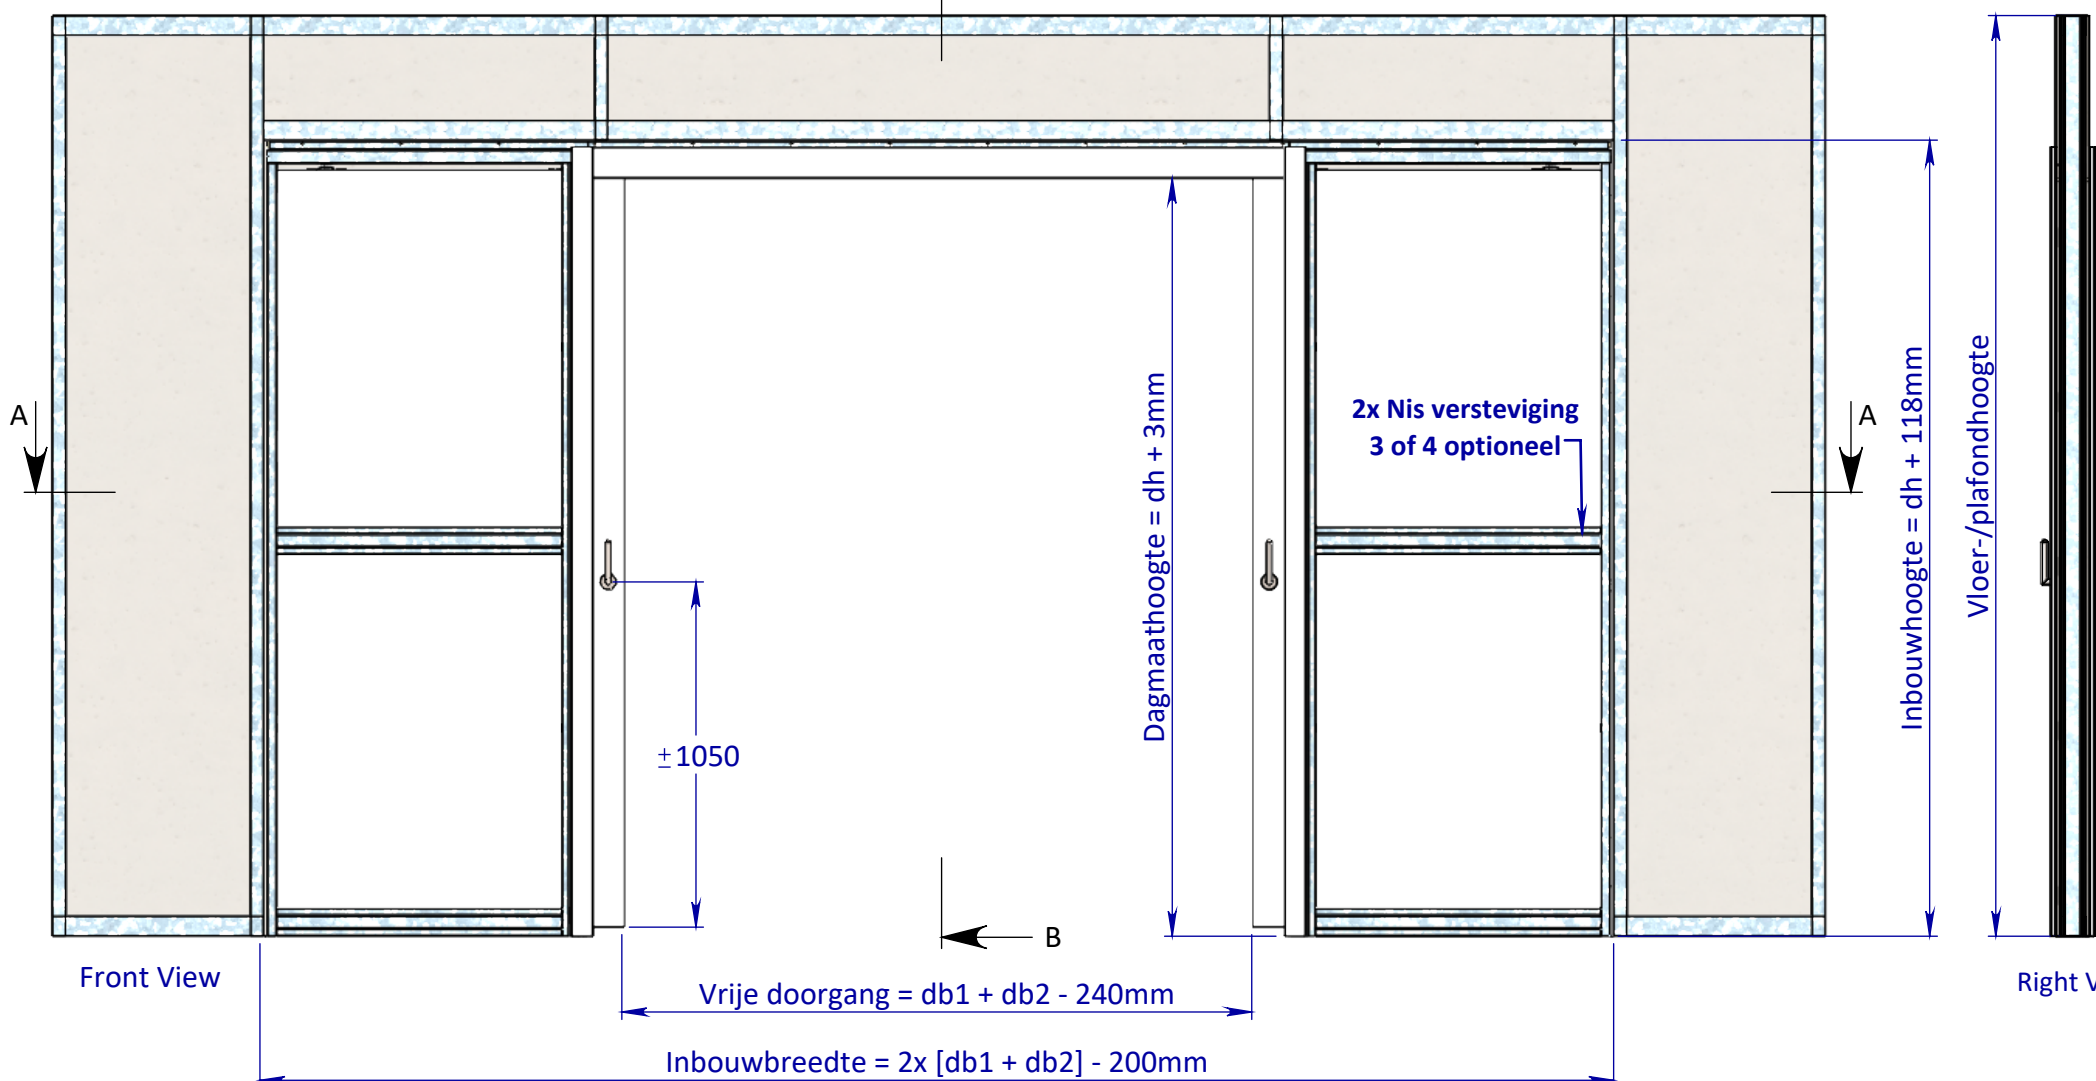 A
A
2x Nis versteviging
3 of 4 optioneel
Dagmaathoogte = dh + 3mm
Inbouwhoogte = dh + 118mm
Vloer-/plafondhoogte
±1050
B
Front View
Vrije doorgang = db1 + db2 - 240mm
Right V
Inbouwbreedte = 2x [db1 + db2] - 200mm